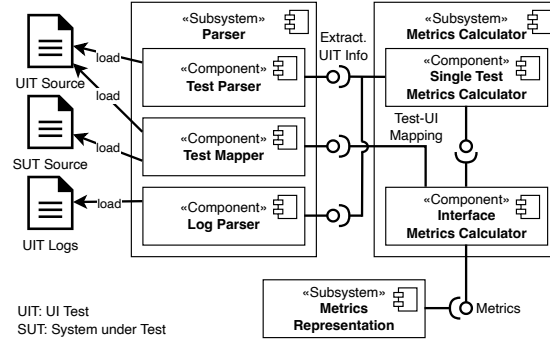 UIT Source
SUT Source
UIT Logs
load
load
load
load
«Subsystem»
Parser
«Component»
Test Parser
«Component»
Test Mapper
«Component»
Log Parser
Extract.
UIT Info
Test-UI
Mapping
«Subsystem»
Metrics Calculator
«Component»
Single Test
Metrics Calculator
«Component»
Interface
Metrics Calculator
«Subsystem»
Metrics
Representation
Metrics
UIT: UI Test
SUT: System under Test